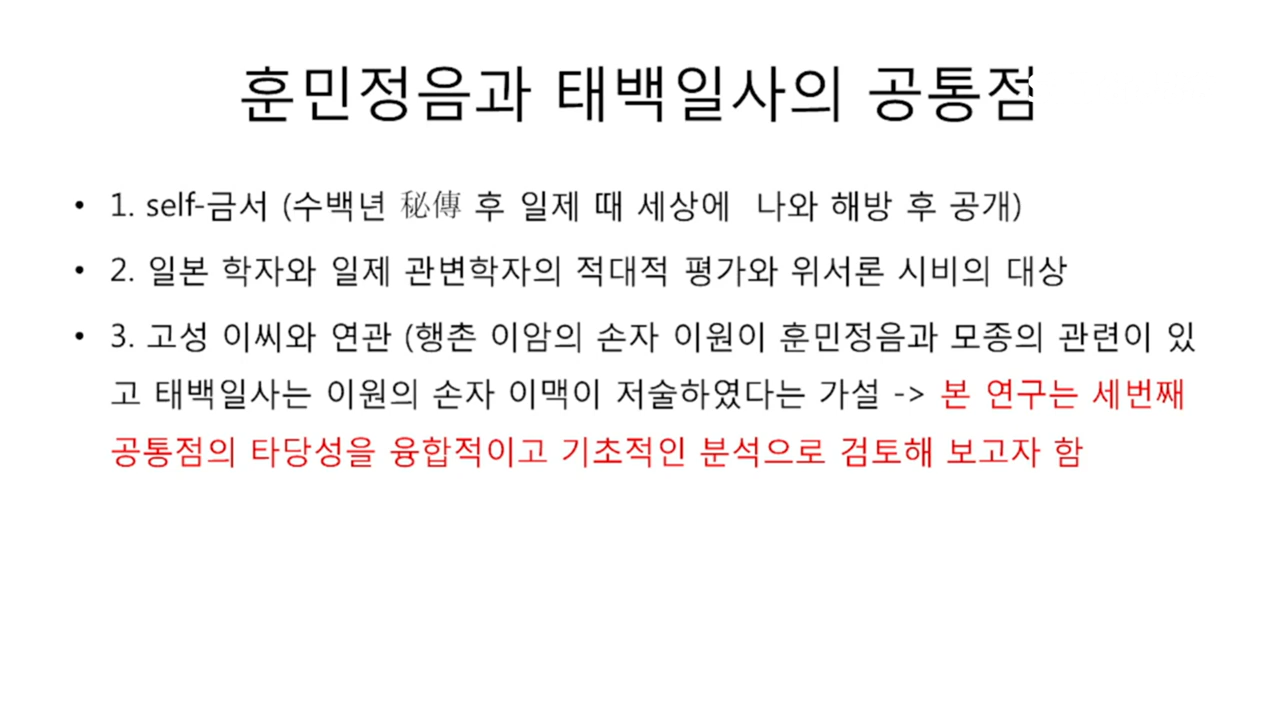 훈민정음과 태백일사의 공통점
• 1. self-금서 (수백년 秘傳 후 일제 때 세상에 나와 해방 후 공개)
• 2. 일본 학자와 일제 관변학자의 적대적 평가와 위서론 시비의 대상
• 3. 고성 이씨와 연관 (행촌 이암의 손자 이원이 훈민정음과 모종의 관련이 있
고 태백일사는 이원의 손자 이맥이 저술하였다는 가설 -> 본 연구는 세번째
공통점의 타당성을 융합적이고 기초적인 분석으로 검토해 보고자 함